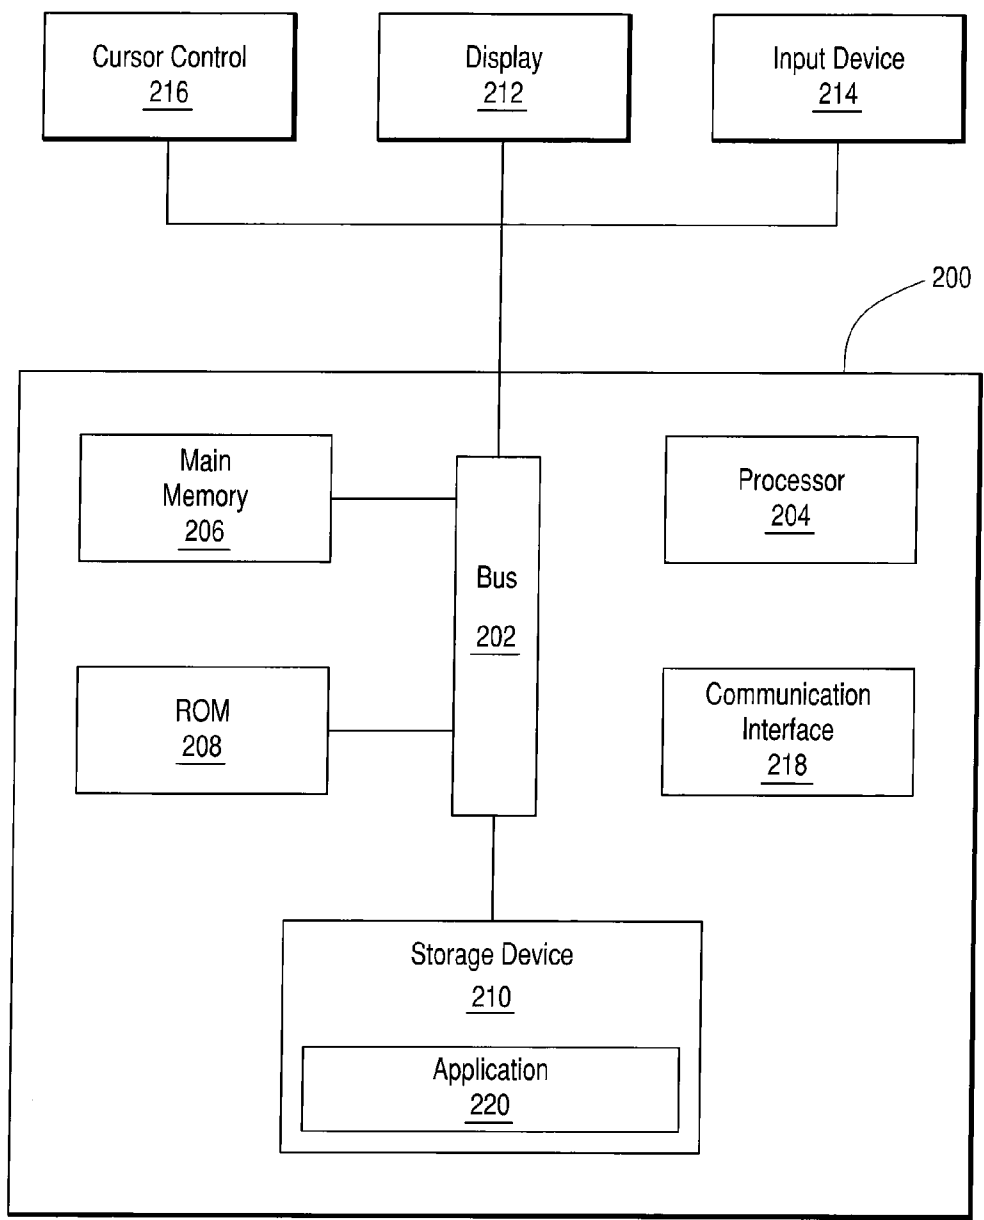 Cursor Control
216
Display
212
Input Device
214
200
Main
Memory
206
Processor
204
Bus
202
ROM
208
Communication
Interface
218
Storage Device
210
Application
220